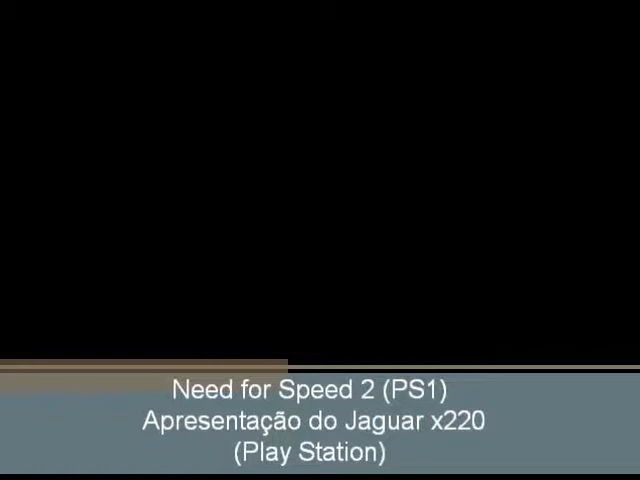 Need for Speed 2 (PS1)
Apresentação do Jaguar x220
(Play Station)